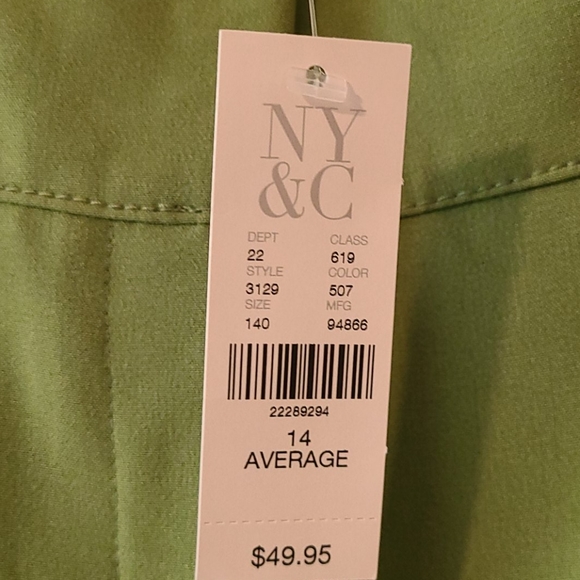 NY
&C
DEPT CLASS
22 619
STYLE COLOR
3129 507
SIZE MFG
140 94866
22289294
14
AVERAGE
$49.95